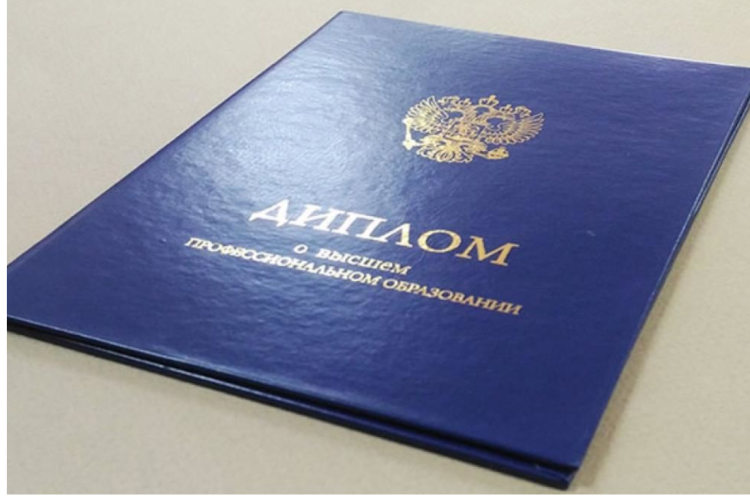 ДИПЛОМ
о высшем
ПРОФЕССИОНАЛЬНОМ ОБРАЗОВАНИИ